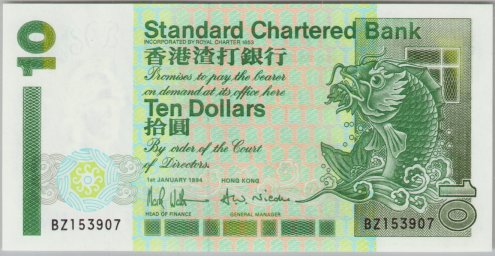 10
Standard Chartered Bank
INCORPORATED BY ROYAL CHARTER 1853
香港渣打銀行
Promises to pay the bearer
on demand at its office here
Ten Dollars
拾圓
By order of the Court
of Directors.
1st JANUARY 1994 HONG KONG
HEAD OF FINANCE GENERAL MANAGER
BZ153907 BZ153907
10